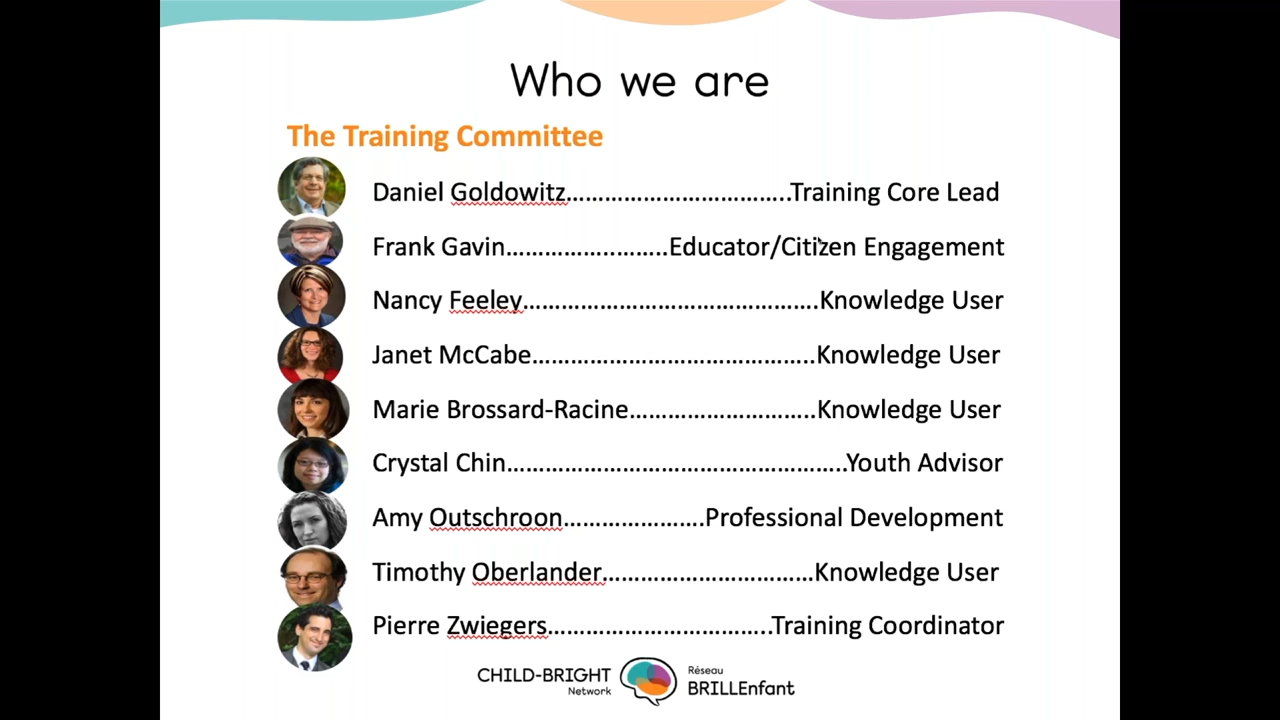 Who we are
The Training Committee
Daniel Goldowitz……………………………..Training Core Lead
Frank Gavin……………..……..Educator/Citizen Engagement
Nancy Feeley……………………………………….Knowledge User
Janet McCabe……………………………………..Knowledge User
Marie Brossard-Racine………………………..Knowledge User
Crystal Chin……………………………………………..Youth Advisor
Amy Outschroon………………….Professional Development
Timothy Oberlander……………………………Knowledge User
Pierre Zwiegers……………………………..Training Coordinator
CHILD-BRIGHT Réseau
Network BRILLEnfant